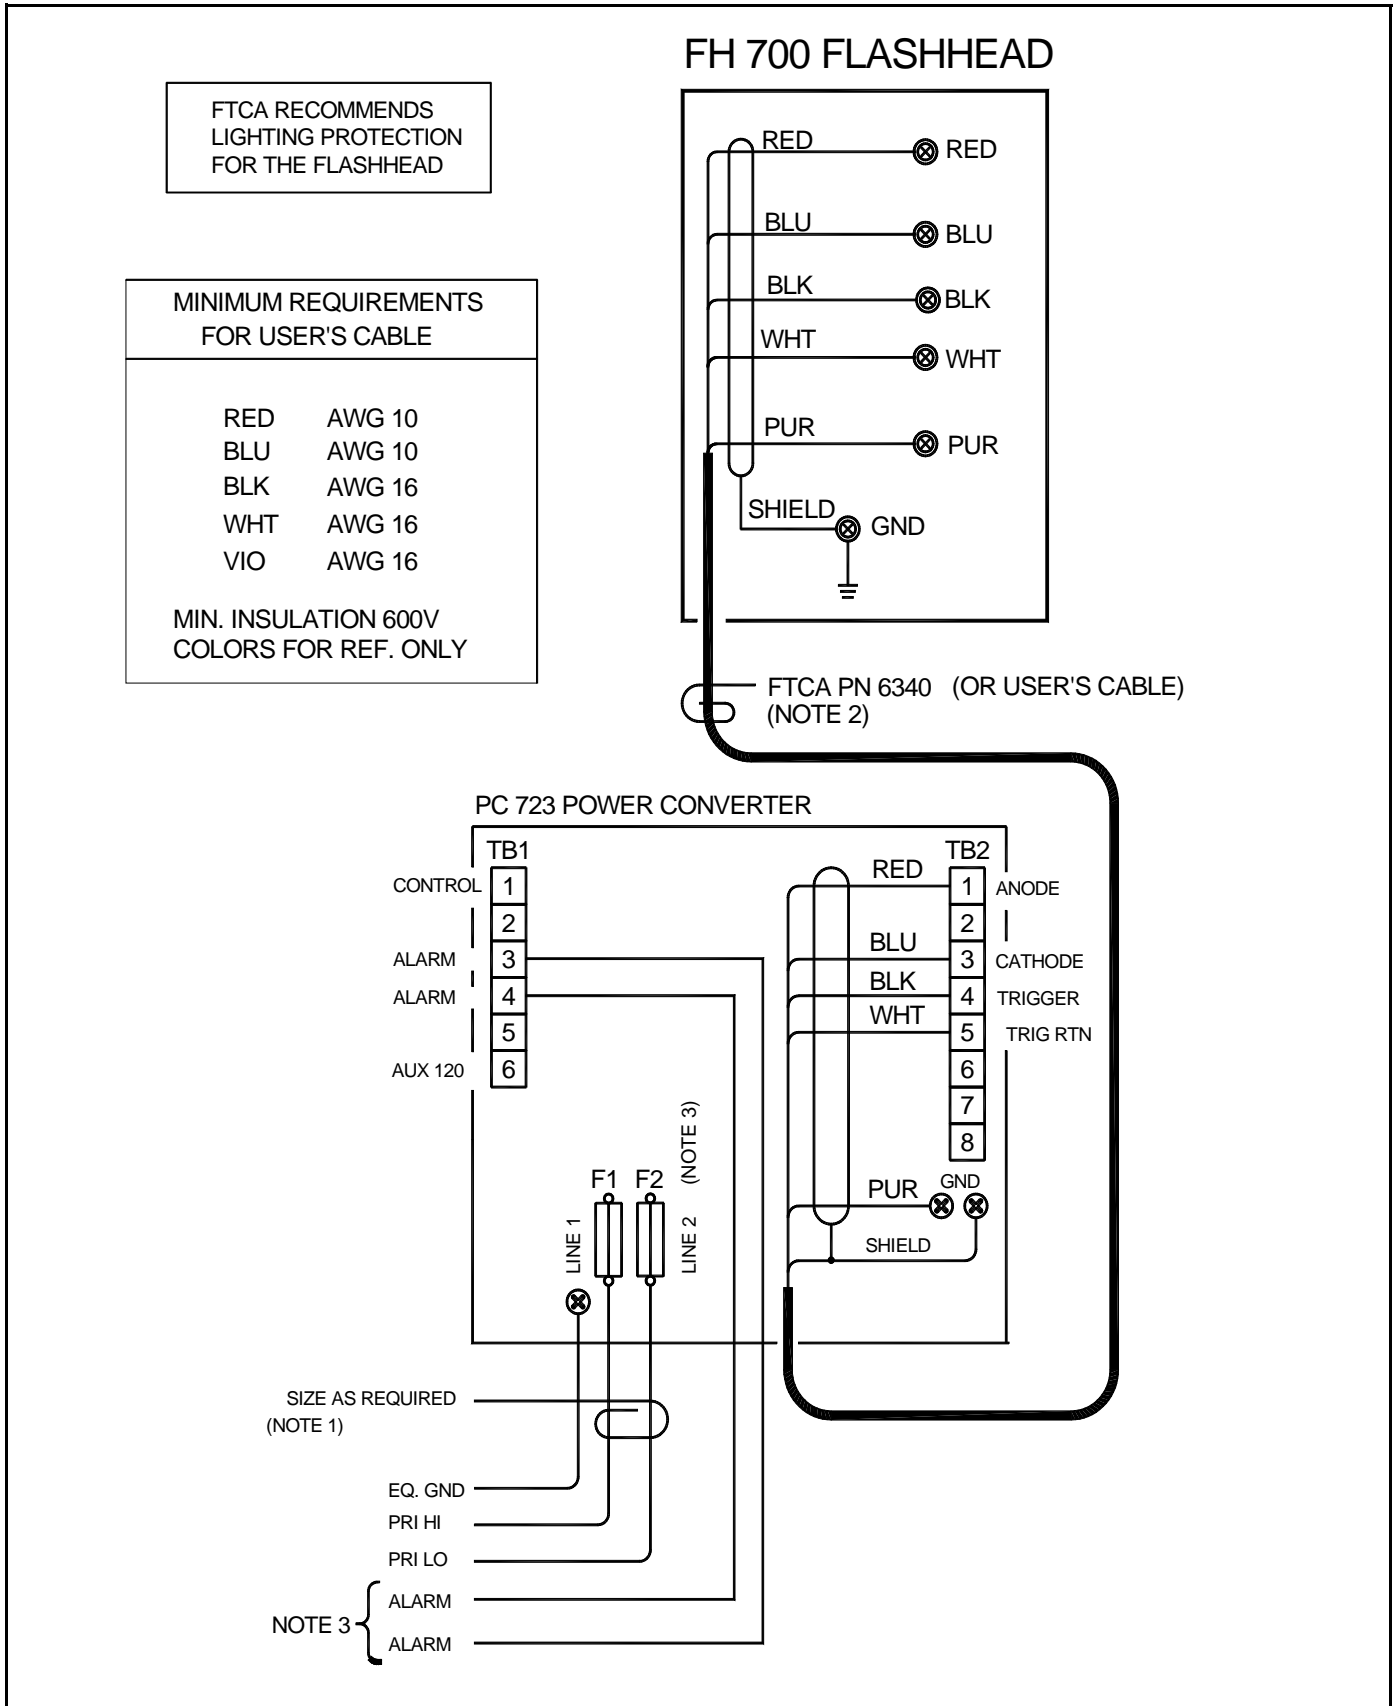 FH 700 FLASHHEAD
FTCA RECOMMENDS
LIGHTING PROTECTION
FOR THE FLASHHEAD
RED RED
BLU BLU
BLK BLK
WHT WHT
PUR PUR
SHIELD GND
MINIMUM REQUIREMENTS
FOR USER'S CABLE
RED AWG 10
BLU AWG 10
BLK AWG 16
WHT AWG 16
VIO AWG 16
MIN. INSULATION 600V
COLORS FOR REF. ONLY
FTCA PN 6340 (OR USER'S CABLE)
(NOTE 2)
PC 723 POWER CONVERTER
TB1
CONTROL 1
2
ALARM 3
ALARM 4
5
AUX 120 6
TB2
RED 1 ANODE
2
BLU 3 CATHODE
BLK 4 TRIGGER
WHT 5 TRIG RTN
6
7
8
PUR GND
SHIELD
F1 F2
LINE 1
LINE 2 (NOTE 3)
SIZE AS REQUIRED
(NOTE 1)
EQ. GND
PRI HI
PRI LO
NOTE 3
ALARM
ALARM